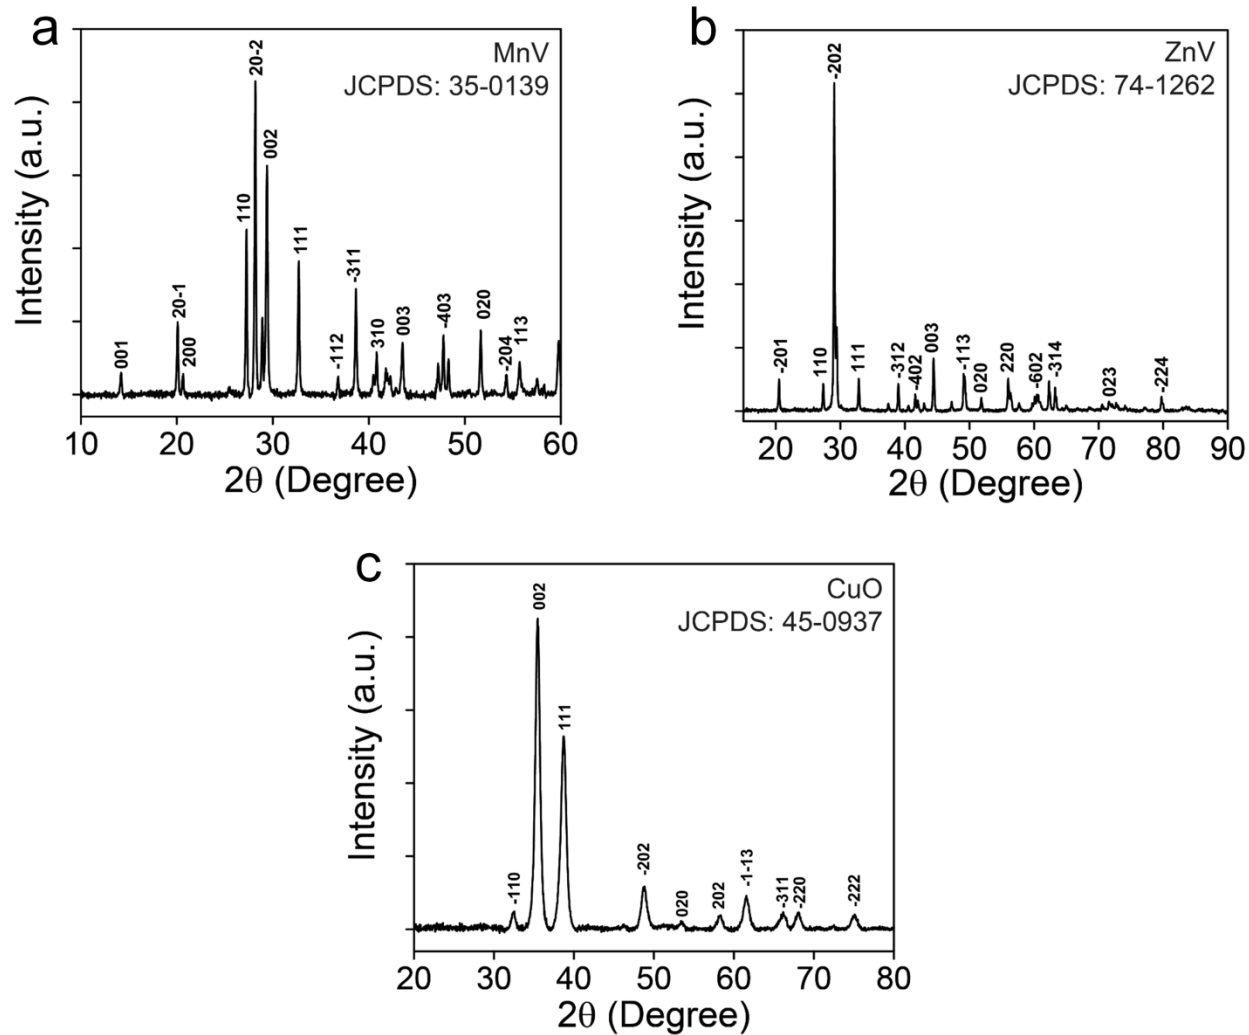 a
MnV
JCPDS: 35-0139
Intensity (a.u.)
001
20-1
200
110
20-2
002
111
-112
-311
310
003
-403
020
-204
113
10 20 30 40 50 60
2θ (Degree)
b
ZnV
JCPDS: 74-1262
Intensity (a.u.)
-201
110
-202
111
-312
-402
003
-113
020
220
-602
-314
023
-224
20 30 40 50 60 70 80 90
2θ (Degree)
c
CuO
JCPDS: 45-0937
Intensity (a.u.)
-110
002
111
-202
020
202
-1-13
-311
-220
-222
20 30 40 50 60 70 80
2θ (Degree)